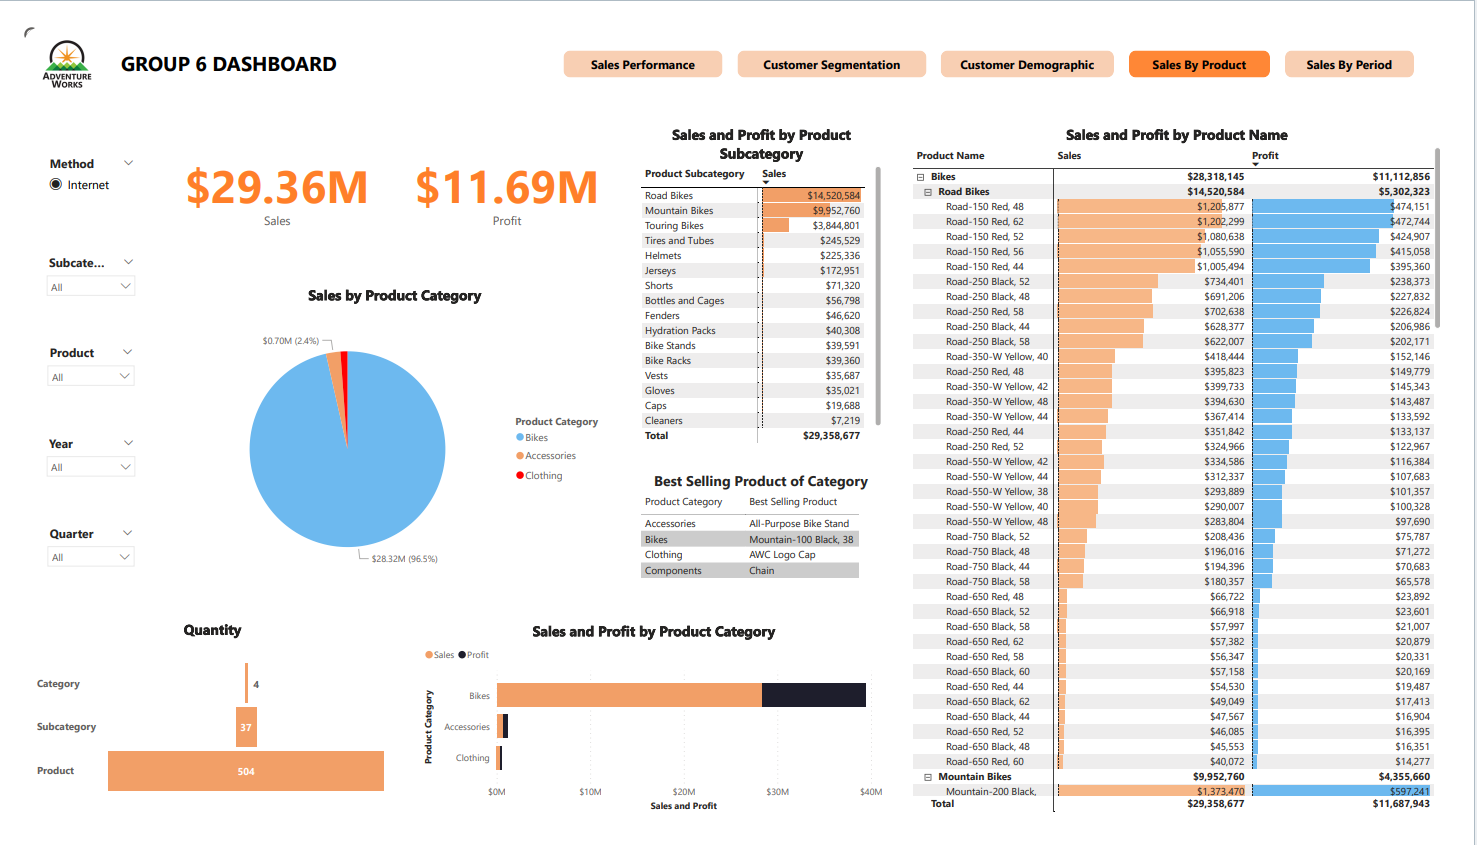 ADVENTURE
WORKS
GROUP 6 DASHBOARD
Sales Performance
Customer Segmentation
Customer Demographic
Sales By Product
Sales By Period
Method
Internet
Subcate...
All
Product
All
Year
All
Quarter
All
$29.36M
Sales
$11.69M
Profit
Sales by Product Category
$0.70M (2.4%)
$28.32M (96.5%)
Product Category
Bikes
Accessories
Clothing
Sales and Profit by Product
Subcategory
Product Subcategory Sales
Road Bikes $14,520,584
Mountain Bikes $9,952,760
Touring Bikes $3,844,801
Tires and Tubes $245,529
Helmets $225,336
Jerseys $172,951
Shorts $71,320
Bottles and Cages $56,798
Fenders $46,620
Hydration Packs $40,308
Bike Stands $39,591
Bike Racks $39,360
Vests $35,687
Gloves $35,021
Caps $19,688
Cleaners $7,219
Total $29,358,677
Best Selling Product of Category
Product Category Best Selling Product
Accessories All-Purpose Bike Stand
Bikes Mountain-100 Black, 38
Clothing AWC Logo Cap
Components Chain
Quantity
Category 4
Subcategory 37
Product 504
Sales and Profit by Product Category
Sales Profit
Product Category
Bikes
Accessories
Clothing
$0M $10M $20M $30M $40M
Sales and Profit
Sales and Profit by Product Name
Product Name Sales Profit
Bikes $28,318,145 $11,112,856
Road Bikes $14,520,584 $5,302,323
Road-150 Red, 48 $1,205,877 $474,151
Road-150 Red, 62 $1,202,299 $472,744
Road-150 Red, 52 $1,080,638 $424,907
Road-150 Red, 56 $1,055,590 $415,058
Road-150 Red, 44 $1,005,494 $395,360
Road-250 Black, 52 $734,401 $238,373
Road-250 Black, 48 $691,206 $227,832
Road-250 Red, 58 $702,638 $226,824
Road-250 Black, 44 $628,377 $206,986
Road-250 Black, 58 $622,007 $202,171
Road-350-W Yellow, 40 $418,444 $152,146
Road-250 Red, 48 $395,823 $149,779
Road-350-W Yellow, 42 $399,733 $145,343
Road-350-W Yellow, 48 $394,630 $143,487
Road-350-W Yellow, 44 $367,414 $133,592
Road-250 Red, 44 $351,842 $133,137
Road-250 Red, 52 $324,966 $122,967
Road-550-W Yellow, 42 $334,586 $116,384
Road-550-W Yellow, 44 $312,337 $107,683
Road-550-W Yellow, 38 $293,889 $101,357
Road-550-W Yellow, 40 $290,007 $100,328
Road-550-W Yellow, 48 $283,804 $97,690
Road-750 Black, 52 $208,436 $75,787
Road-750 Black, 48 $196,016 $71,272
Road-750 Black, 44 $194,396 $70,683
Road-750 Black, 58 $180,357 $65,578
Road-650 Red, 48 $66,722 $23,892
Road-650 Black, 52 $66,918 $23,601
Road-650 Black, 58 $57,997 $21,007
Road-650 Red, 62 $57,382 $20,879
Road-650 Red, 58 $56,347 $20,331
Road-650 Black, 60 $57,158 $20,169
Road-650 Red, 44 $54,530 $19,487
Road-650 Black, 62 $49,049 $17,413
Road-650 Black, 44 $47,567 $16,904
Road-650 Red, 52 $46,085 $16,395
Road-650 Black, 48 $45,553 $16,351
Road-650 Red, 60 $40,072 $14,277
Mountain Bikes $9,952,760 $4,355,660
Mountain-200 Black, $1,373,470 $597,241
Total $29,358,677 $11,687,943